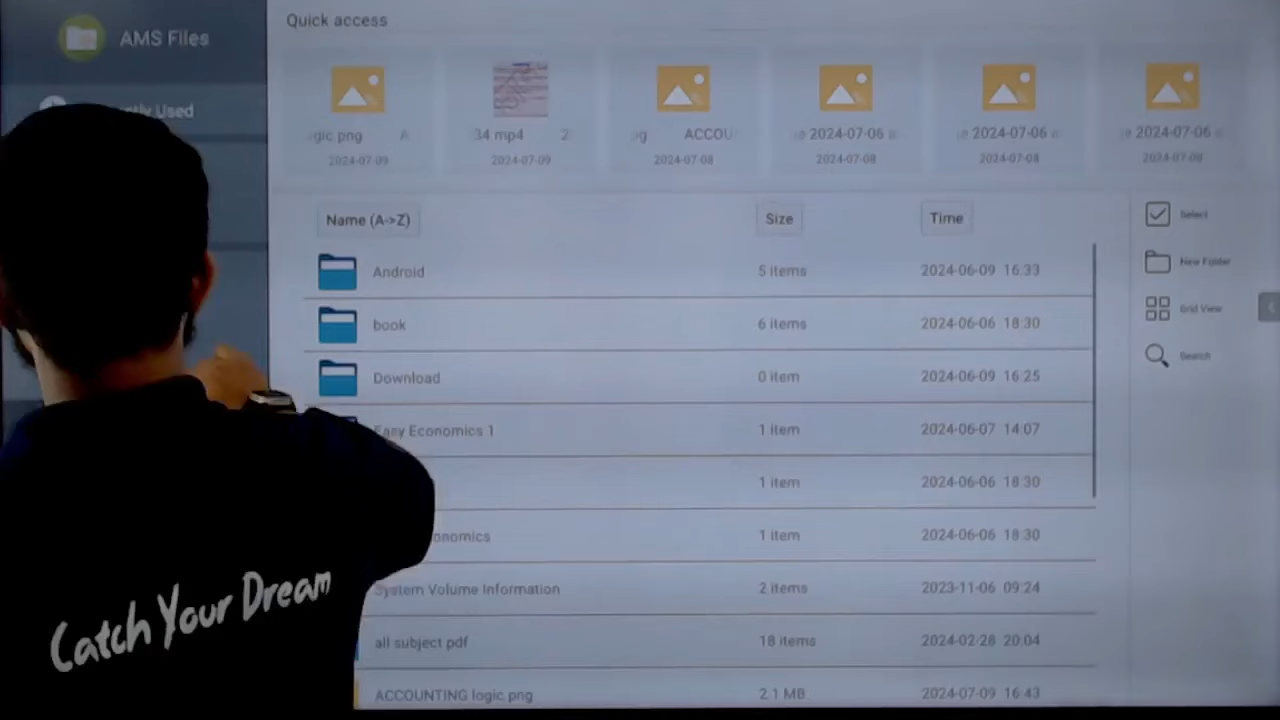 AMS Files
Quick access
Used
gic png A
34 mp4 2
ACCOU
2024-07-06
2024-07-06
2024-07-06
2024-07-09
2024-07-09
2024-07-08
2024-07-08
2024-07-08
2024-07-08
Name (A->Z) Size Time
Select
New Folder
Grid View
Search
Android 5 items 2024-06-09 16:33
book 6 items 2024-06-06 18:30
Download 0 item 2024-06-09 16:25
Easy Economics 1 1 item 2024-06-07 14:07
1 item 2024-06-06 18:30
onomics 1 item 2024-06-06 18:30
System Volume Information 2 items 2023-11-06 09:24
all subject pdf 18 items 2024-02-28 20:04
ACCOUNTING logic.png 2.1 MB 2024-07-09 16:43
Catch Your Dream